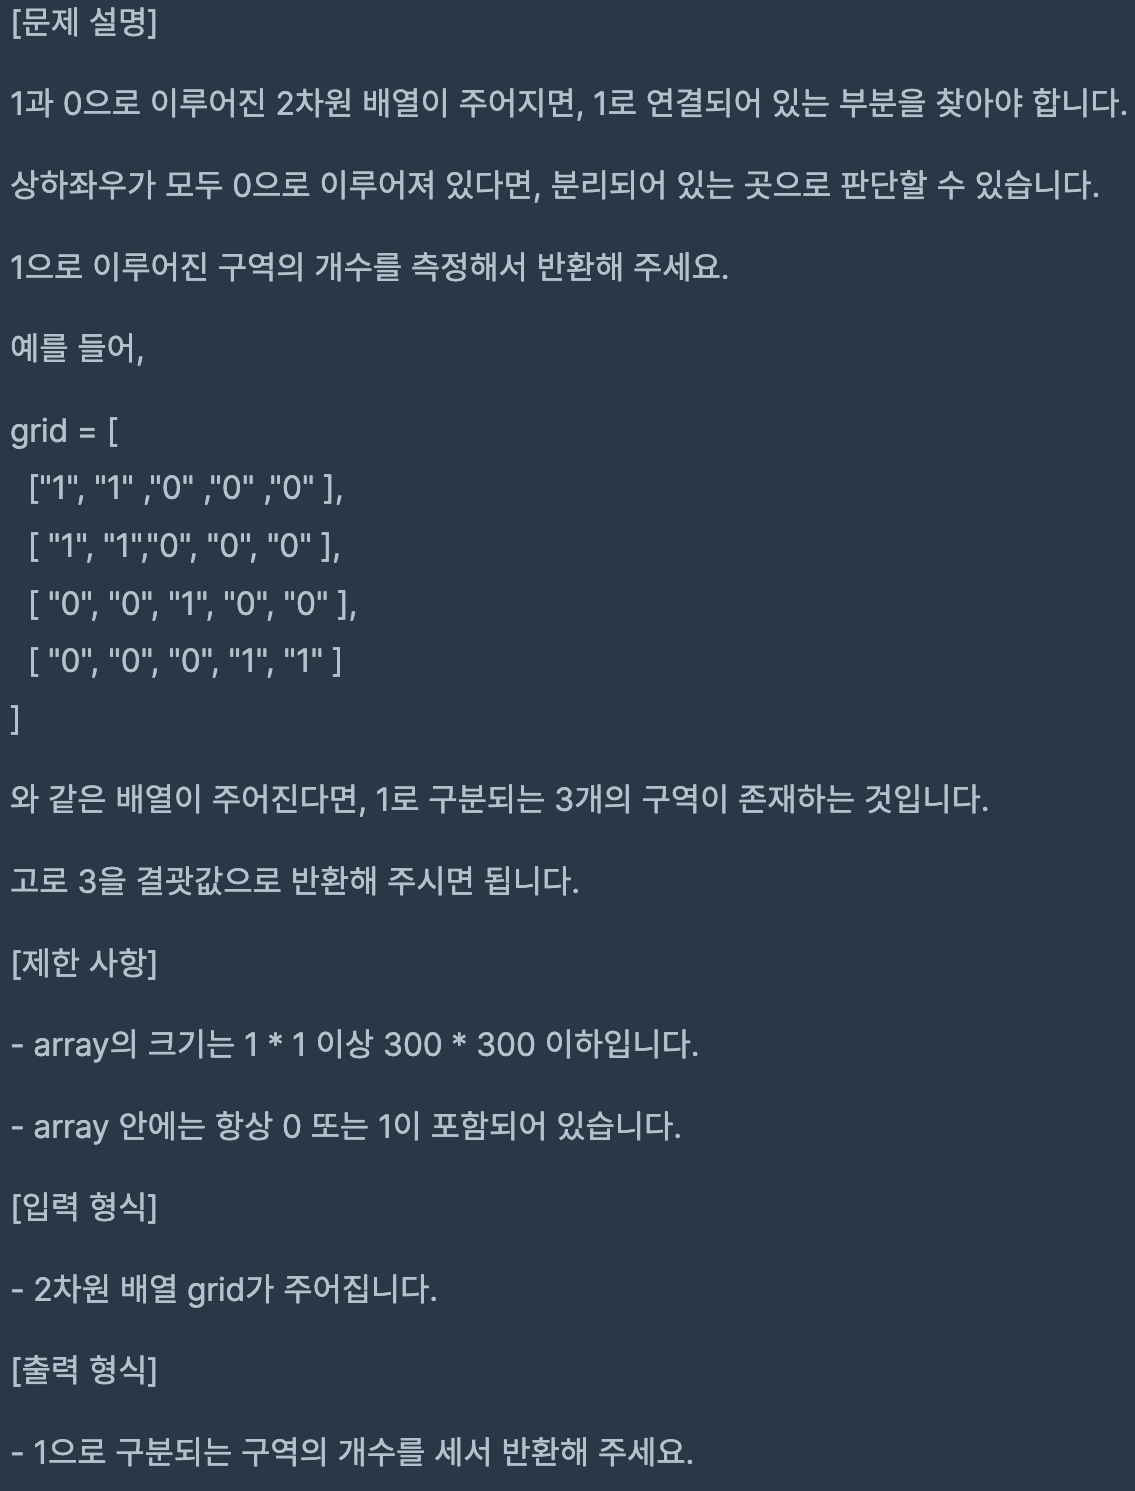 [문제 설명]
1과 0으로 이루어진 2차원 배열이 주어지면, 1로 연결되어 있는 부분을 찾아야 합니다.
상하좌우가 모두 0으로 이루어져 있다면, 분리되어 있는 곳으로 판단할 수 있습니다.
1으로 이루어진 구역의 개수를 측정해서 반환해 주세요.
예를 들어,
grid = [
["1", "1" ,"0" ,"0" ,"0" ],
[ "1", "1","0", "0", "0" ],
[ "0", "0", "1", "0", "0" ],
[ "0", "0", "0", "1", "1" ]
]
와 같은 배열이 주어진다면, 1로 구분되는 3개의 구역이 존재하는 것입니다.
고로 3을 결괏값으로 반환해 주시면 됩니다.
[제한 사항]
- array의 크기는 1 * 1 이상 300 * 300 이하입니다.
- array 안에는 항상 0 또는 1이 포함되어 있습니다.
[입력 형식]
- 2차원 배열 grid가 주어집니다.
[출력 형식]
- 1으로 구분되는 구역의 개수를 세서 반환해 주세요.